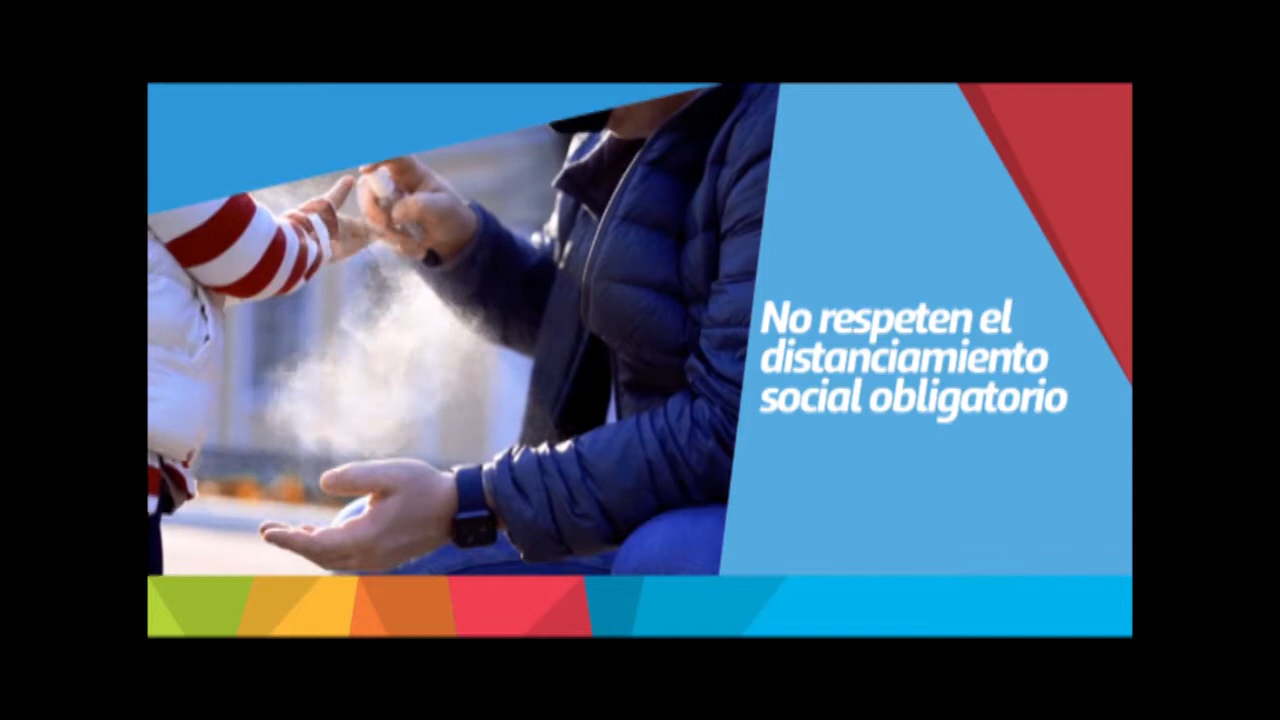 No respeten el
distanciamiento
social obligatorio